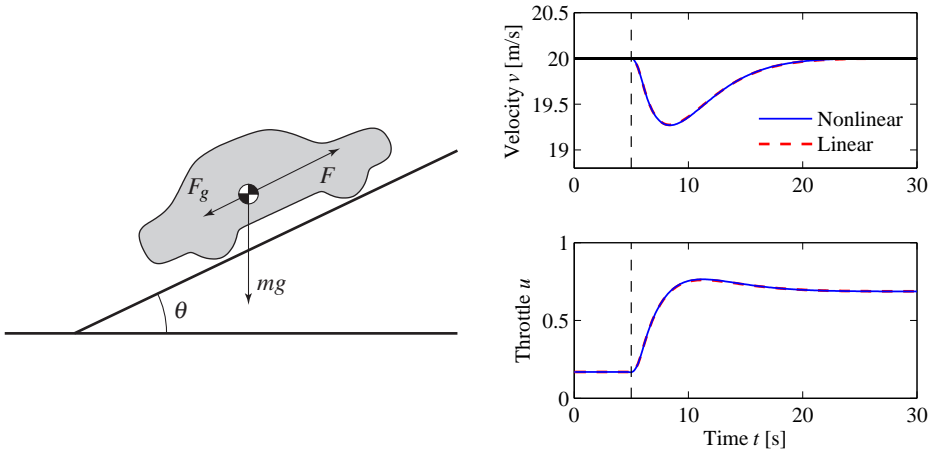 F
F_g
mg
θ
Velocity v [m/s]
20.5
20
19.5
19
Nonlinear
Linear
0
10
20
30
Throttle u
1
0.5
0
0
10
20
30
Time t [s]